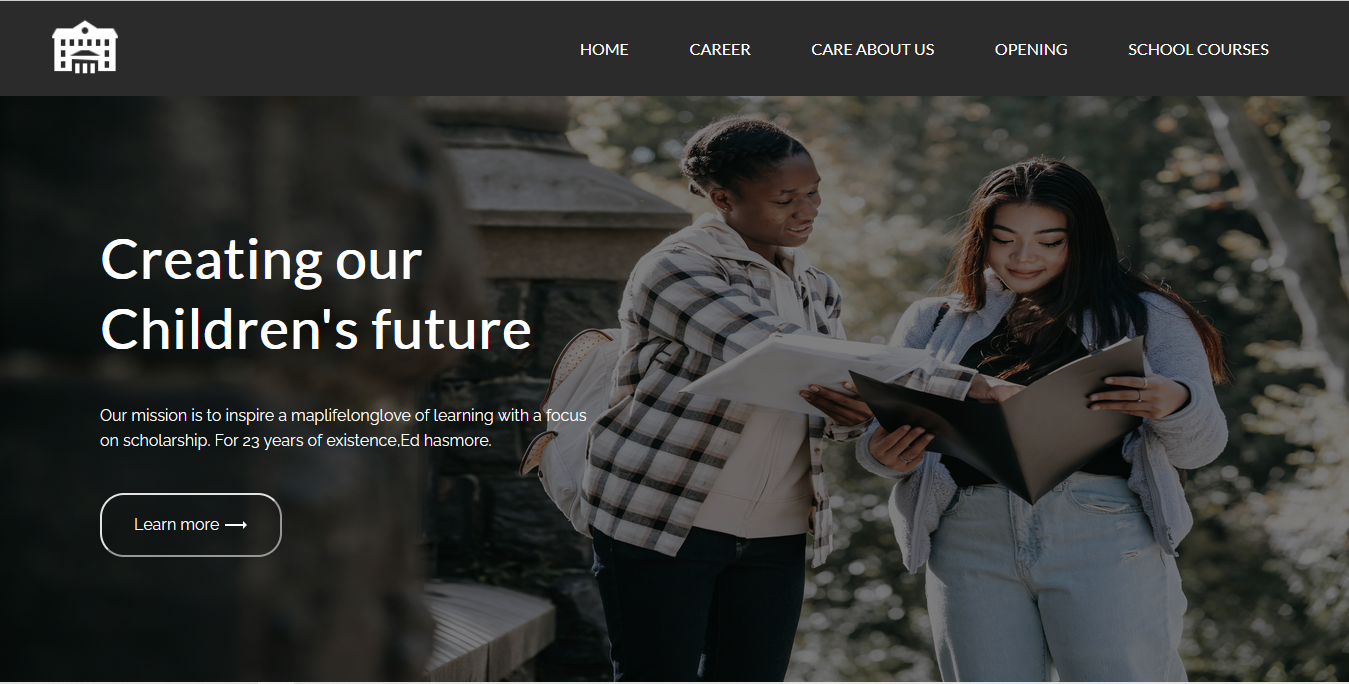 HOME CAREER CARE ABOUT US OPENING SCHOOL COURSES
Creating our
Children's future
Our mission is to inspire a maplifelonglove of learning with a focus
on scholarship. For 23 years of existence,Ed hasmore.
Learn more